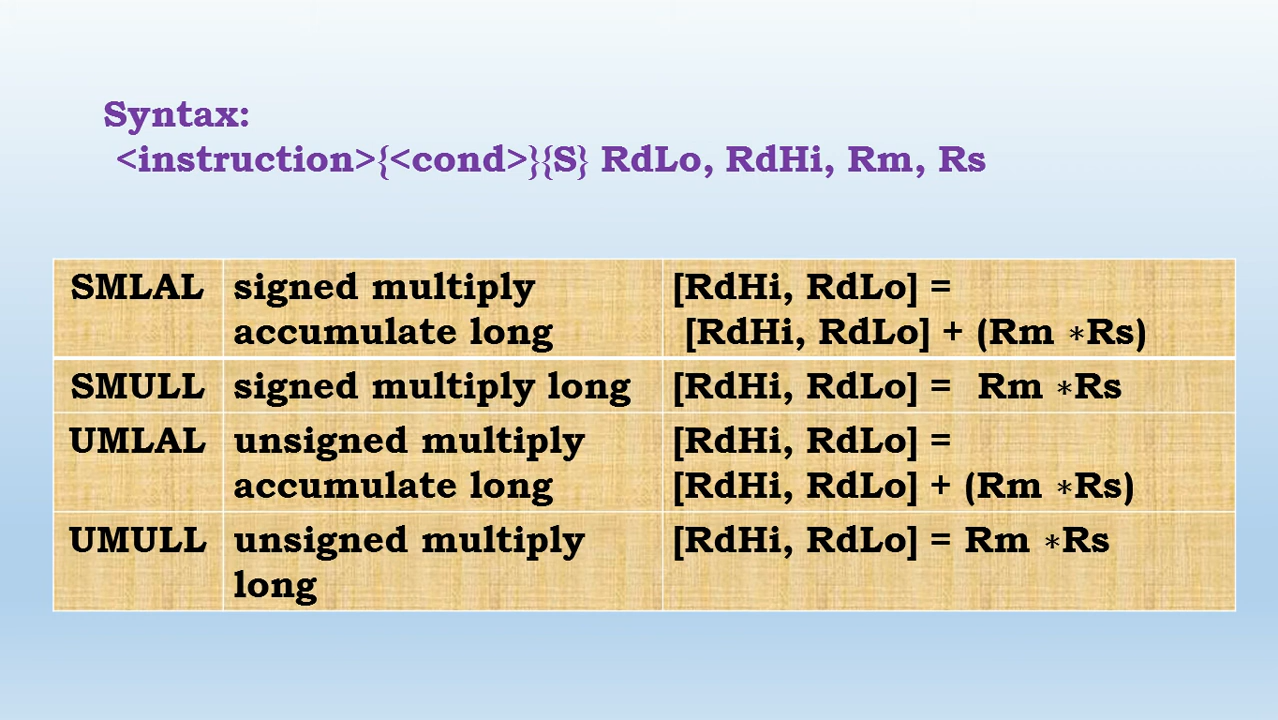 Syntax:
<instruction>{<cond>}{S} RdLo, RdHi, Rm, Rs
SMLAL signed multiply accumulate long [RdHi, RdLo] =
[RdHi, RdLo] + (Rm *Rs)
SMULL signed multiply long [RdHi, RdLo] = Rm *Rs
UMLAL unsigned multiply accumulate long [RdHi, RdLo] =
[RdHi, RdLo] + (Rm *Rs)
UMULL unsigned multiply long [RdHi, RdLo] = Rm *Rs